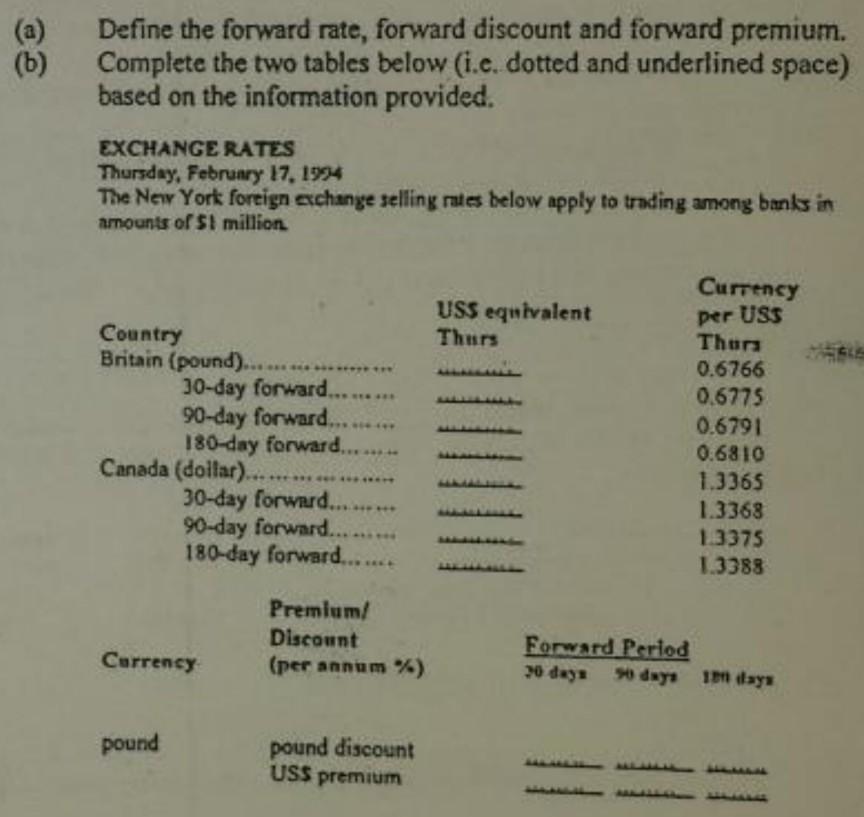 (a) Define the forward rate, forward discount and forward premium.
(b) Complete the two tables below (i.e. dotted and underlined space)
based on the information provided.
EXCHANGE RATES
Thursday, February 17, 1994
The New York foreign exchange selling rates below apply to trading among banks in
amounts of $1 million.
Country US$ equivalent Thurs Currency per US$ Thurs
Britain (pound)..................... ............ 0.6766
30-day forward......... ............ 0.6775
90-day forward......... ............ 0.6791
180-day forward........ ............ 0.6810
Canada (dollar)..................... ............ 1.3365
30-day forward......... ............ 1.3368
90-day forward......... ............ 1.3375
180-day forward....... ............ 1.3388
Premium/
Discount
Forward Period
Currency (per annum %)
30 days 90 days 180 days
pound pound discount ............ ............ ............
US$ premium ............ ............ ............